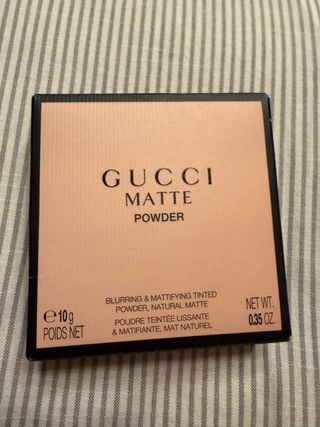 GUCCI
MATTE
POWDER
BLURRING & MATTIFYING TINTED
POWDER, NATURAL MATTE
POUDRE TEINTÉE LISSANTE
& MATIFIANTE, MAT NATUREL
℮10 g
POIDS NET
NET WT.
0.35 OZ.